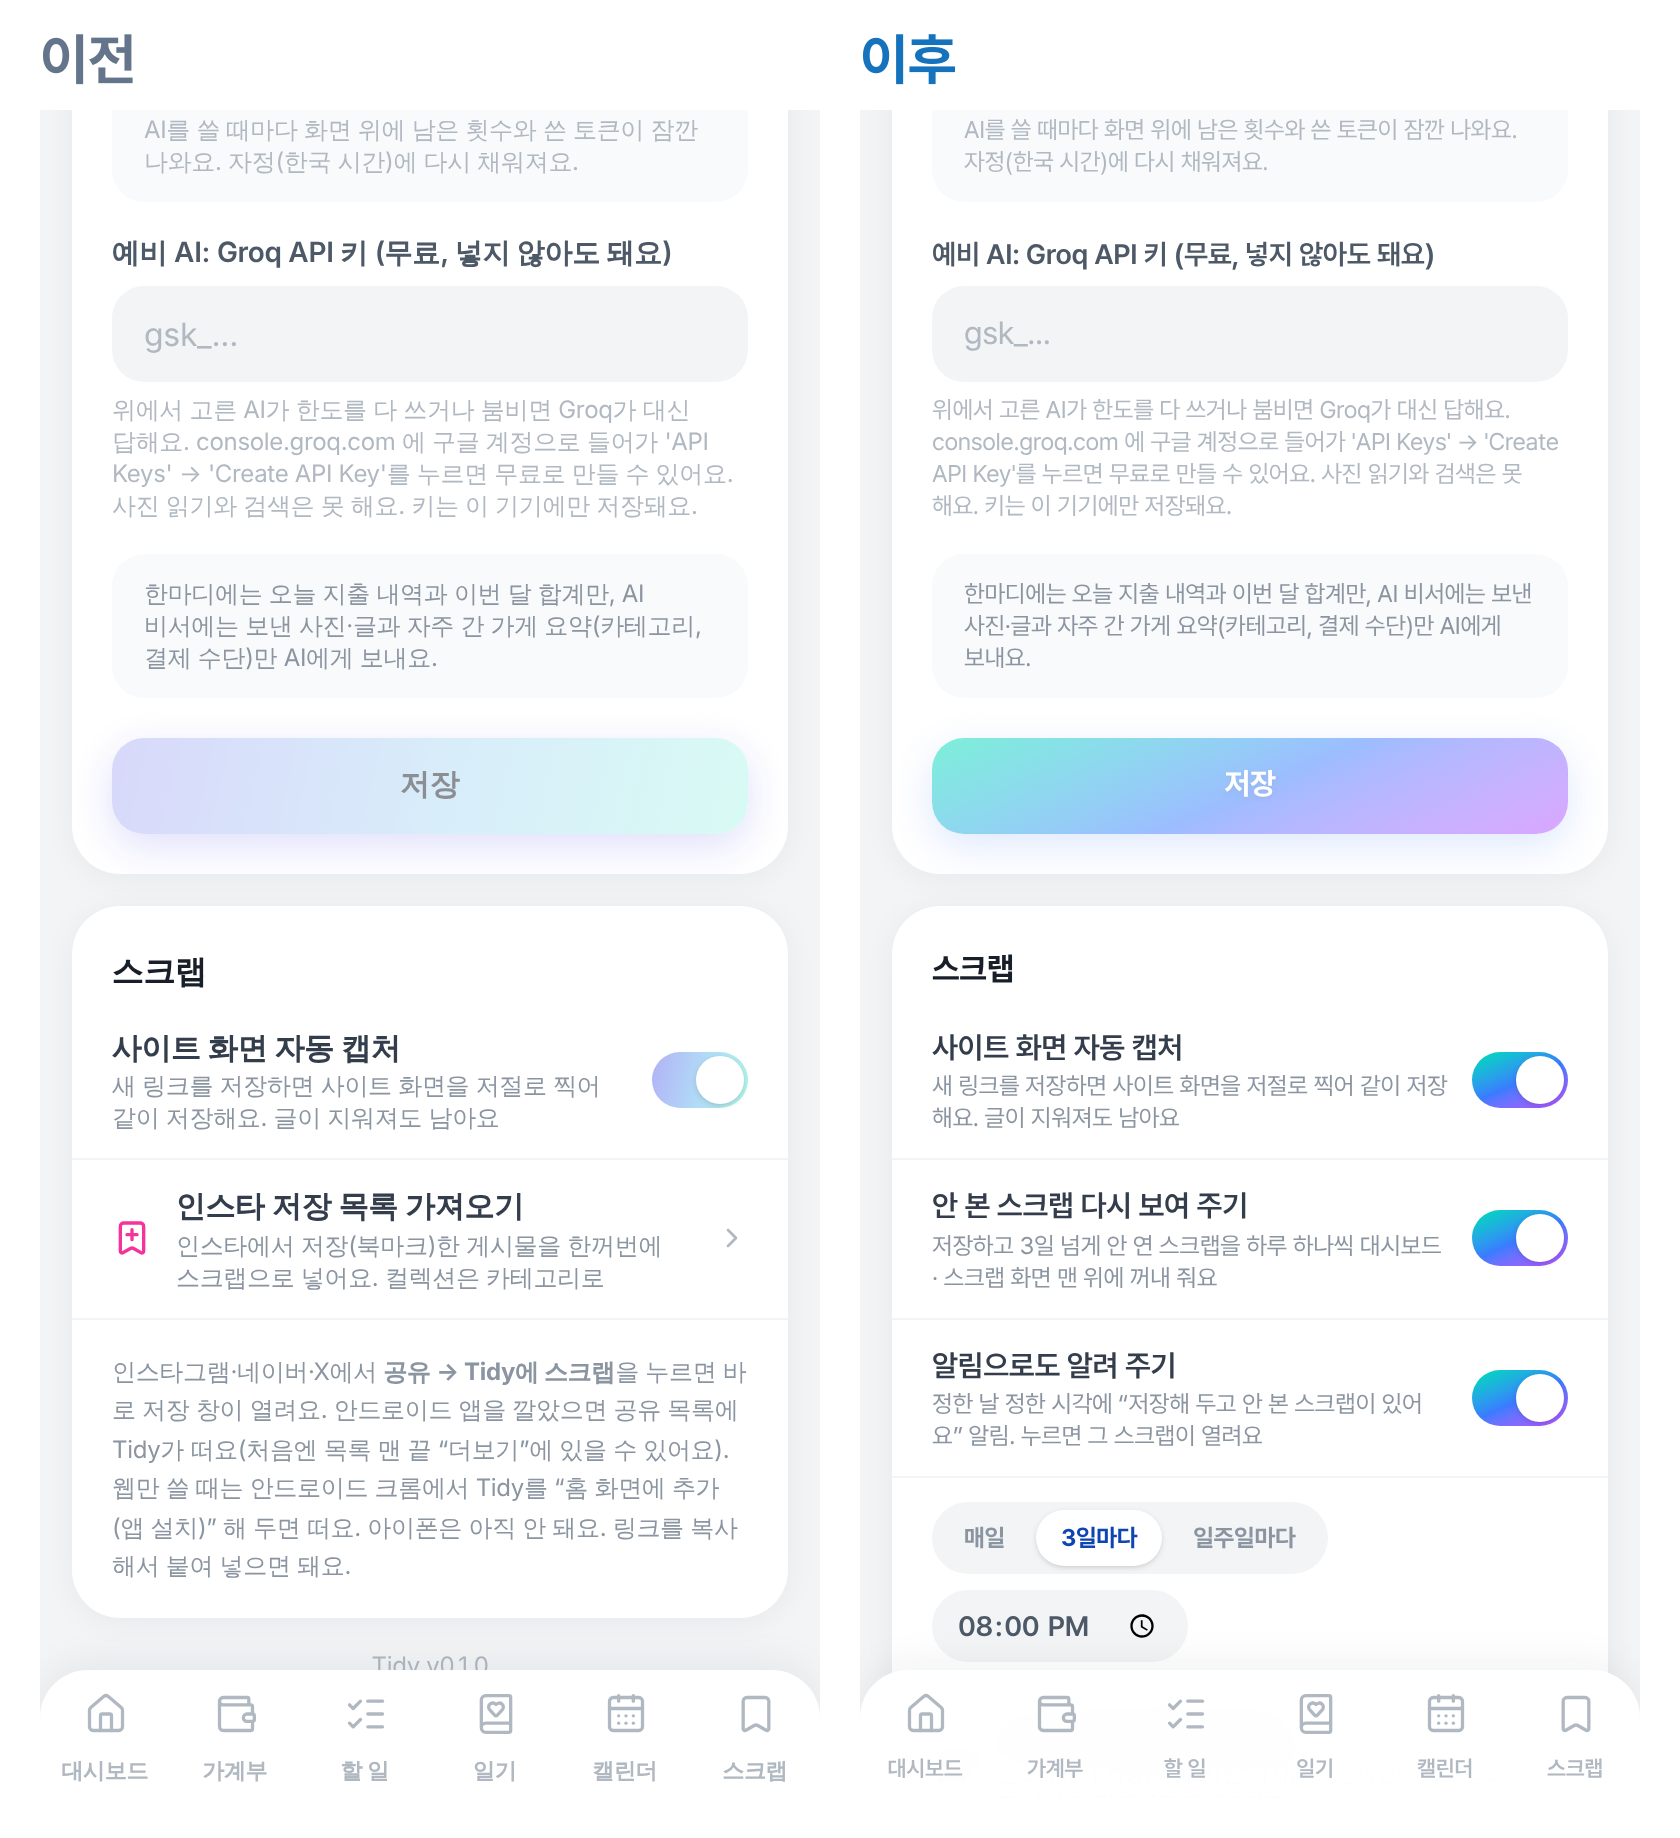 이전
AI를 쓸 때마다 화면 위에 남은 횟수와 쓴 토큰이 잠깐
나와요. 자정(한국 시간)에 다시 채워져요.
예비 AI: Groq API 키 (무료, 넣지 않아도 돼요)
gsk_...
위에서 고른 AI가 한도를 다 쓰거나 붐비면 Groq가 대신
답해요. console.groq.com 에 구글 계정으로 들어가 'API
Keys' → 'Create API Key'를 누르면 무료로 만들 수 있어요.
사진 읽기와 검색은 못 해요. 키는 이 기기에만 저장돼요.
한마디에는 오늘 지출 내역과 이번 달 합계만, AI
비서에는 보낸 사진·글과 자주 간 가게 요약(카테고리,
결제 수단)만 AI에게 보내요.
저장
스크랩
사이트 화면 자동 캡처
새 링크를 저장하면 사이트 화면을 저절로 찍어
같이 저장해요. 글이 지워져도 남아요
인스타 저장 목록 가져오기
인스타에서 저장(북마크)한 게시물을 한꺼번에
스크랩으로 넣어요. 컬렉션은 카테고리로
인스타그램·네이버·X에서 공유 → Tidy에 스크랩을 누르면 바
로 저장 창이 열려요. 안드로이드 앱을 깔았으면 공유 목록에
Tidy가 떠요(처음엔 목록 맨 끝 “더보기”에 있을 수 있어요).
웹만 쓸 때는 안드로이드 크롬에서 Tidy를 “홈 화면에 추가
(앱 설치)” 해 두면 떠요. 아이폰은 아직 안 돼요. 링크를 복사
해서 붙여 넣으면 돼요.
Tidy v0.1.0
대시보드
가계부
할 일
일기
캘린더
스크랩
이후
AI를 쓸 때마다 화면 위에 남은 횟수와 쓴 토큰이 잠깐 나와요.
자정(한국 시간)에 다시 채워져요.
예비 AI: Groq API 키 (무료, 넣지 않아도 돼요)
gsk_...
위에서 고른 AI가 한도를 다 쓰거나 붐비면 Groq가 대신 답해요.
console.groq.com 에 구글 계정으로 들어가 'API Keys' → 'Create
API Key'를 누르면 무료로 만들 수 있어요. 사진 읽기와 검색은 못
해요. 키는 이 기기에만 저장돼요.
한마디에는 오늘 지출 내역과 이번 달 합계만, AI 비서에는 보낸
사진·글과 자주 간 가게 요약(카테고리, 결제 수단)만 AI에게
보내요.
저장
스크랩
사이트 화면 자동 캡처
새 링크를 저장하면 사이트 화면을 저절로 찍어 같이 저장
해요. 글이 지워져도 남아요
안 본 스크랩 다시 보여 주기
저장하고 3일 넘게 안 연 스크랩을 하루 하나씩 대시보드
· 스크랩 화면 맨 위에 꺼내 줘요
알림으로도 알려 주기
정한 날 정한 시각에 “저장해 두고 안 본 스크랩이 있어
요” 알림. 누르면 그 스크랩이 열려요
매일
3일마다
일주일마다
08:00 PM
대시보드
가계부
할 일
일기
캘린더
스크랩